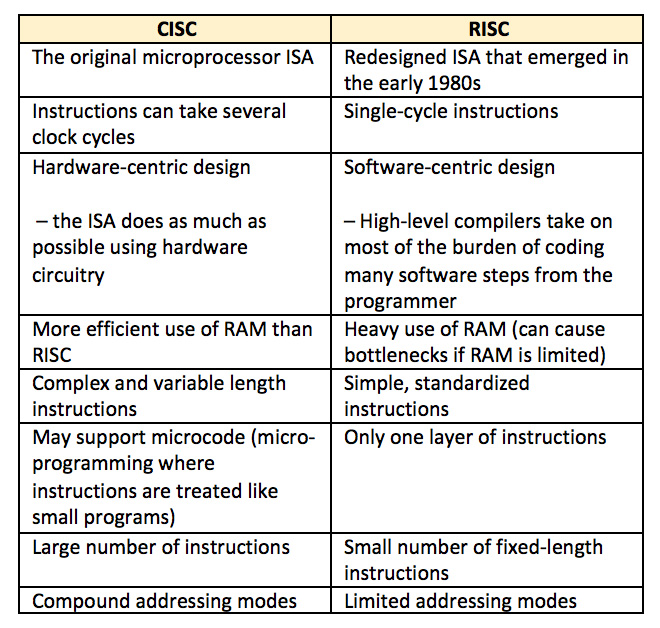 CISC
RISC
The original microprocessor ISA
Redesigned ISA that emerged in
the early 1980s
Instructions can take several
clock cycles
Single-cycle instructions
Hardware-centric design
– the ISA does as much as
possible using hardware
circuitry
Software-centric design
– High-level compilers take on
most of the burden of coding
many software steps from the
programmer
More efficient use of RAM than
RISC
Heavy use of RAM (can cause
bottlenecks if RAM is limited)
Complex and variable length
instructions
Simple, standardized
instructions
May support microcode (micro-
programming where
instructions are treated like
small programs)
Only one layer of instructions
Large number of instructions
Small number of fixed-length
instructions
Compound addressing modes
Limited addressing modes